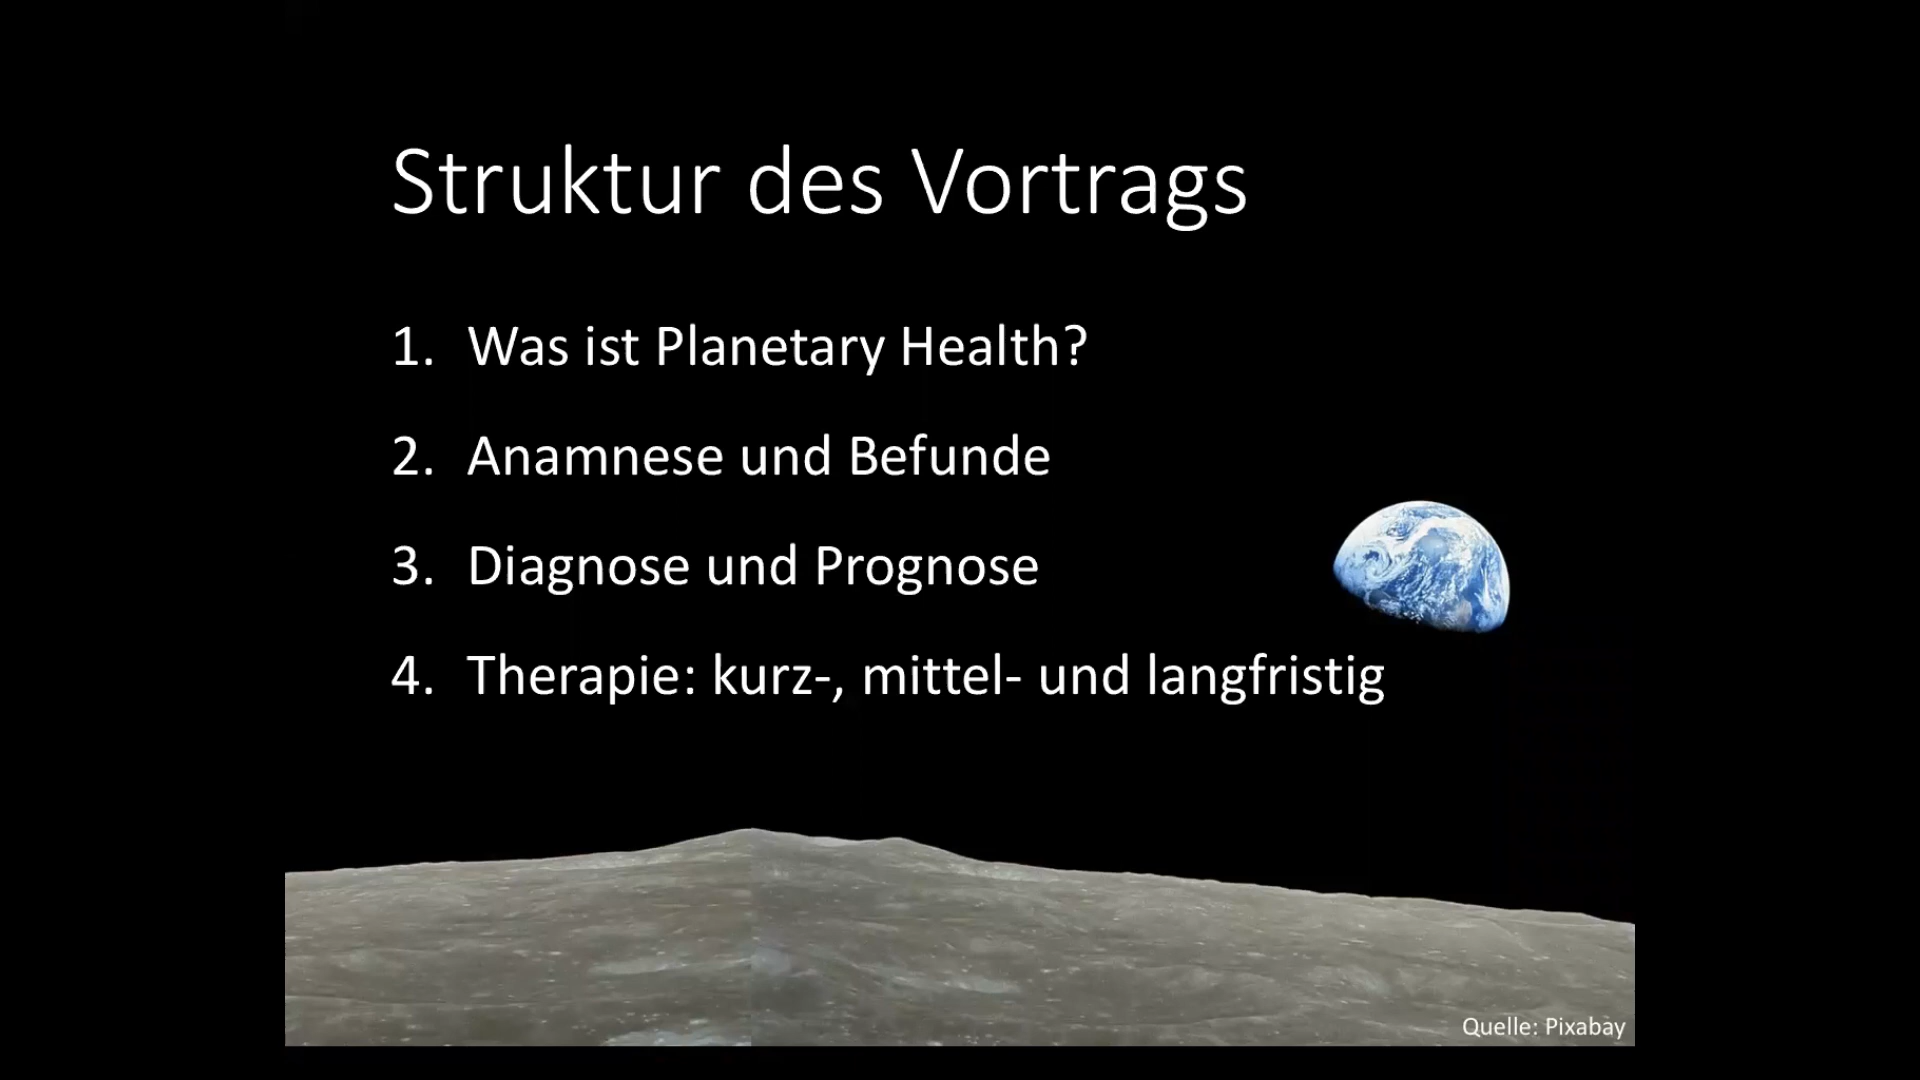 Struktur des Vortrags
1. Was ist Planetary Health?
2. Anamnese und Befunde
3. Diagnose und Prognose
4. Therapie: kurz-, mittel- und langfristig
Quelle: Pixabay